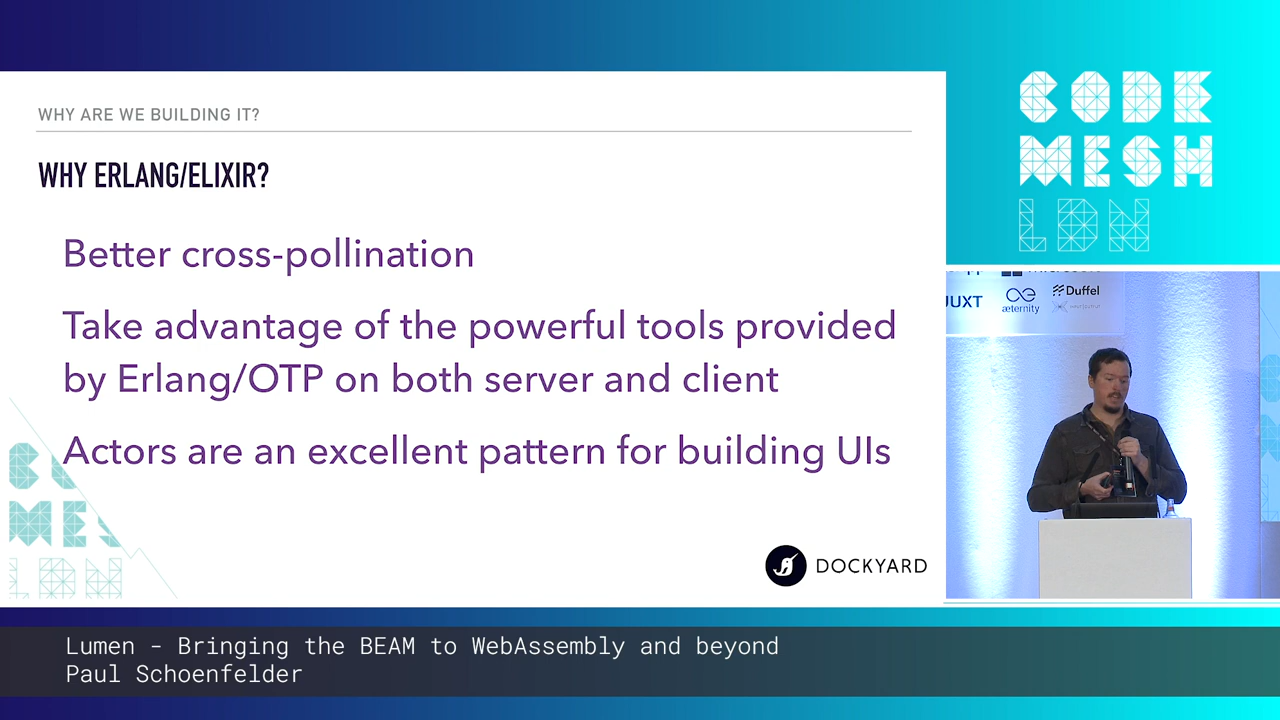 WHY ARE WE BUILDING IT?
WHY ERLANG/ELIXIR?
Better cross-pollination
Take advantage of the powerful tools provided
by Erlang/OTP on both server and client
Actors are an excellent pattern for building UIs
DOCKYARD
CODE
MESH
LDN
æternity
Duffel
Lumen - Bringing the BEAM to WebAssembly and beyond
Paul Schoenfelder